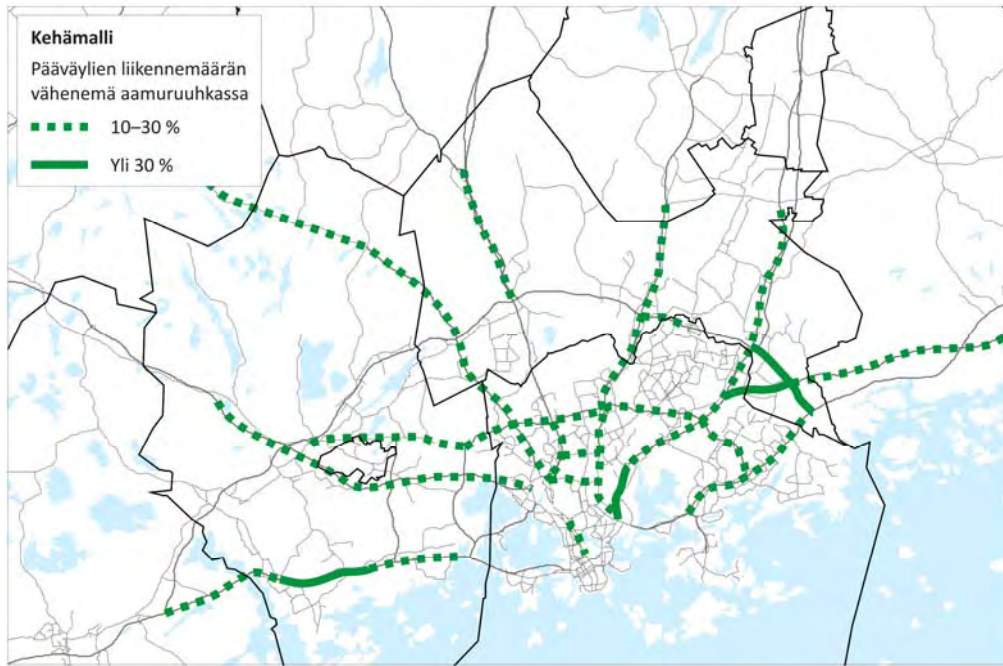 Kehämalli
Pääväylien liikennemäärän
vähenemä aamuruuhkassa
10–30 %
Yli 30 %